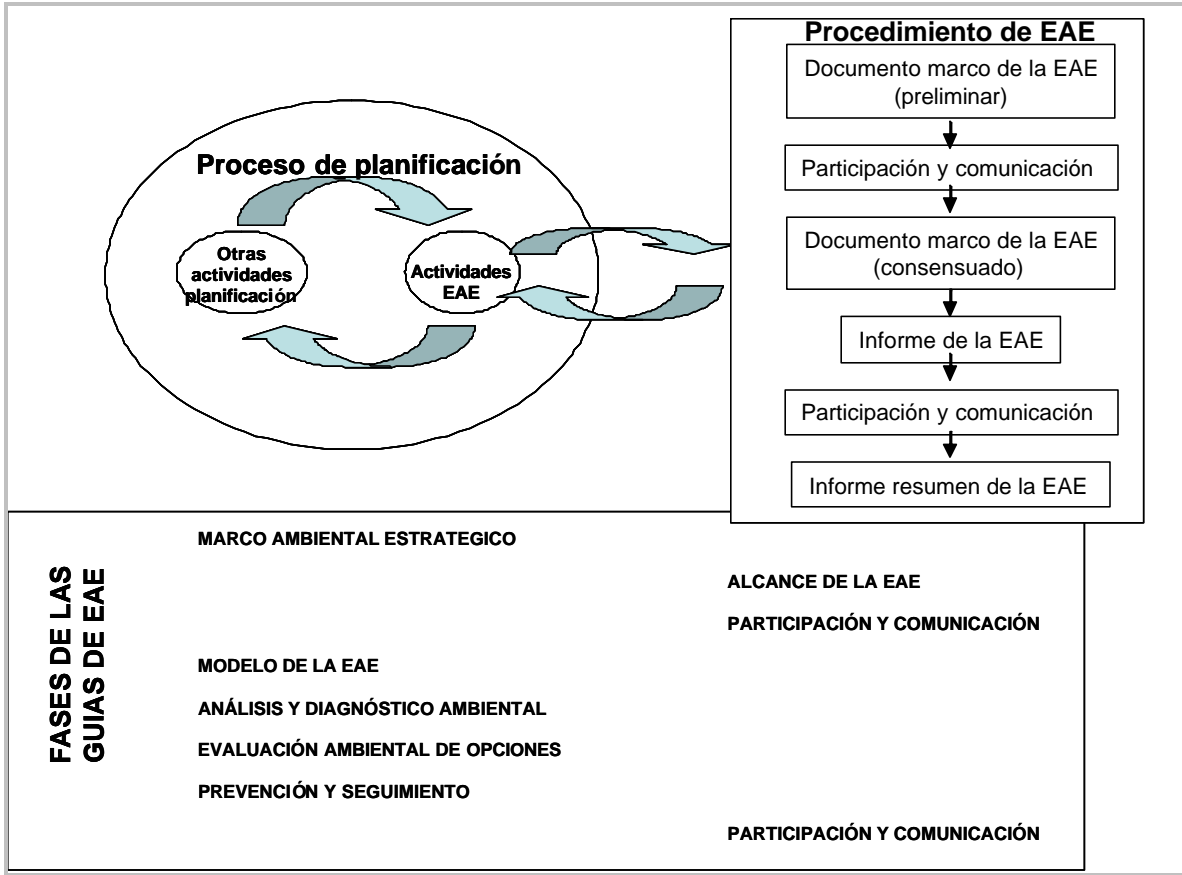 Proceso de planificación
Otras
actividades
planificación
Actividades
EAE
Procedimiento de EAE
Documento marco de la EAE
(preliminar)
Participación y comunicación
Documento marco de la EAE
(consensuado)
Informe de la EAE
Participación y comunicación
Informe resumen de la EAE
FASES DE LAS
GUIAS DE EAE
MARCO AMBIENTAL ESTRATEGICO
ALCANCE DE LA EAE
PARTICIPACIÓN Y COMUNICACIÓN
MODELO DE LA EAE
ANÁLISIS Y DIAGNÓSTICO AMBIENTAL
EVALUACIÓN AMBIENTAL DE OPCIONES
PREVENCIÓN Y SEGUIMIENTO
PARTICIPACIÓN Y COMUNICACIÓN